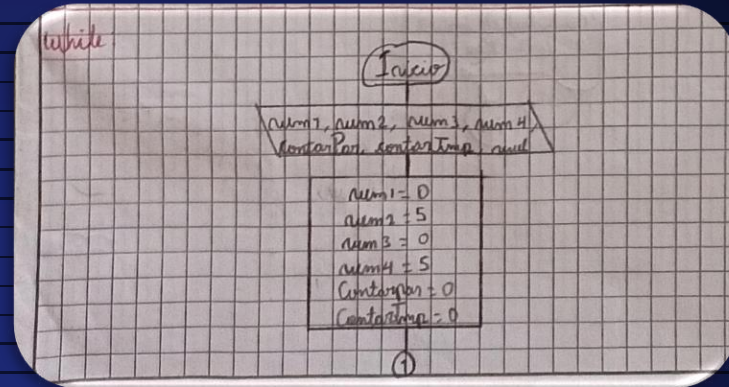 While:
Inicio
num1, num2, num3, num4,
contarPar, contarImp, mul
num1 = 0
num2 = 5
num3 = 0
num4 = 5
Contarpar = 0
ContarImp = 0
1